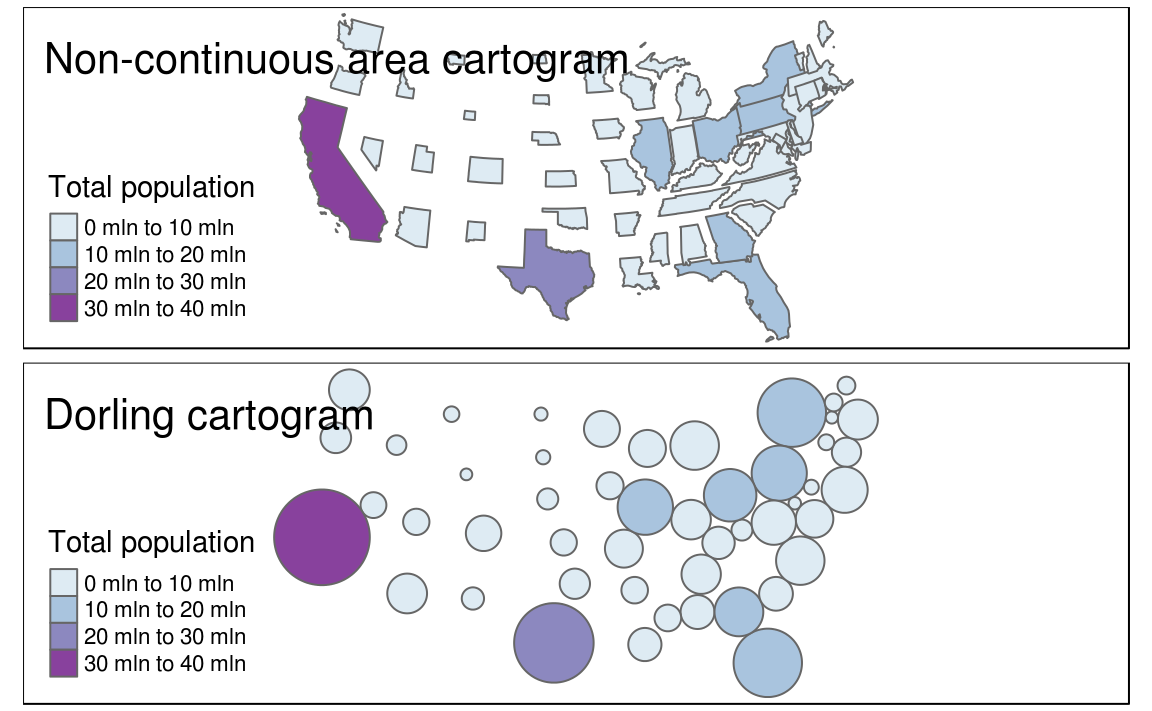 Non-continuous area cartogram
Total population
0 mln to 10 mln
10 mln to 20 mln
20 mln to 30 mln
30 mln to 40 mln
Dorling cartogram
Total population
0 mln to 10 mln
10 mln to 20 mln
20 mln to 30 mln
30 mln to 40 mln